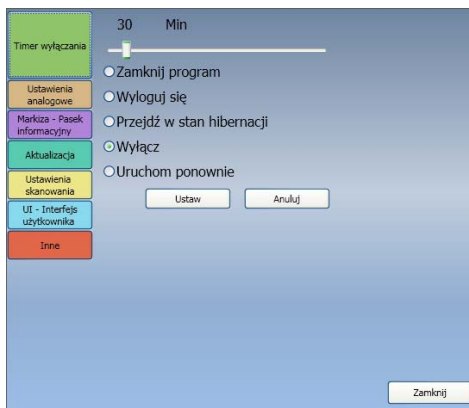 30 Min
Timer wyłączania
Zamknij program
Wyloguj się
Przejdź w stan hibernacji
Wyłącz
Uruchom ponownie
Ustaw Anuluj
Ustawienia
analogowe
Markiza - Pasek
informacyjny
Aktualizacja
Ustawienia
skanowania
UI - Interfejs
użytkownika
Inne
Zamknij